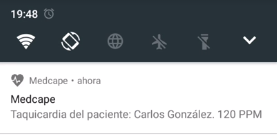 19:48
Medcape • ahora
Medcape
Taquicardia del paciente: Carlos González. 120 PPM